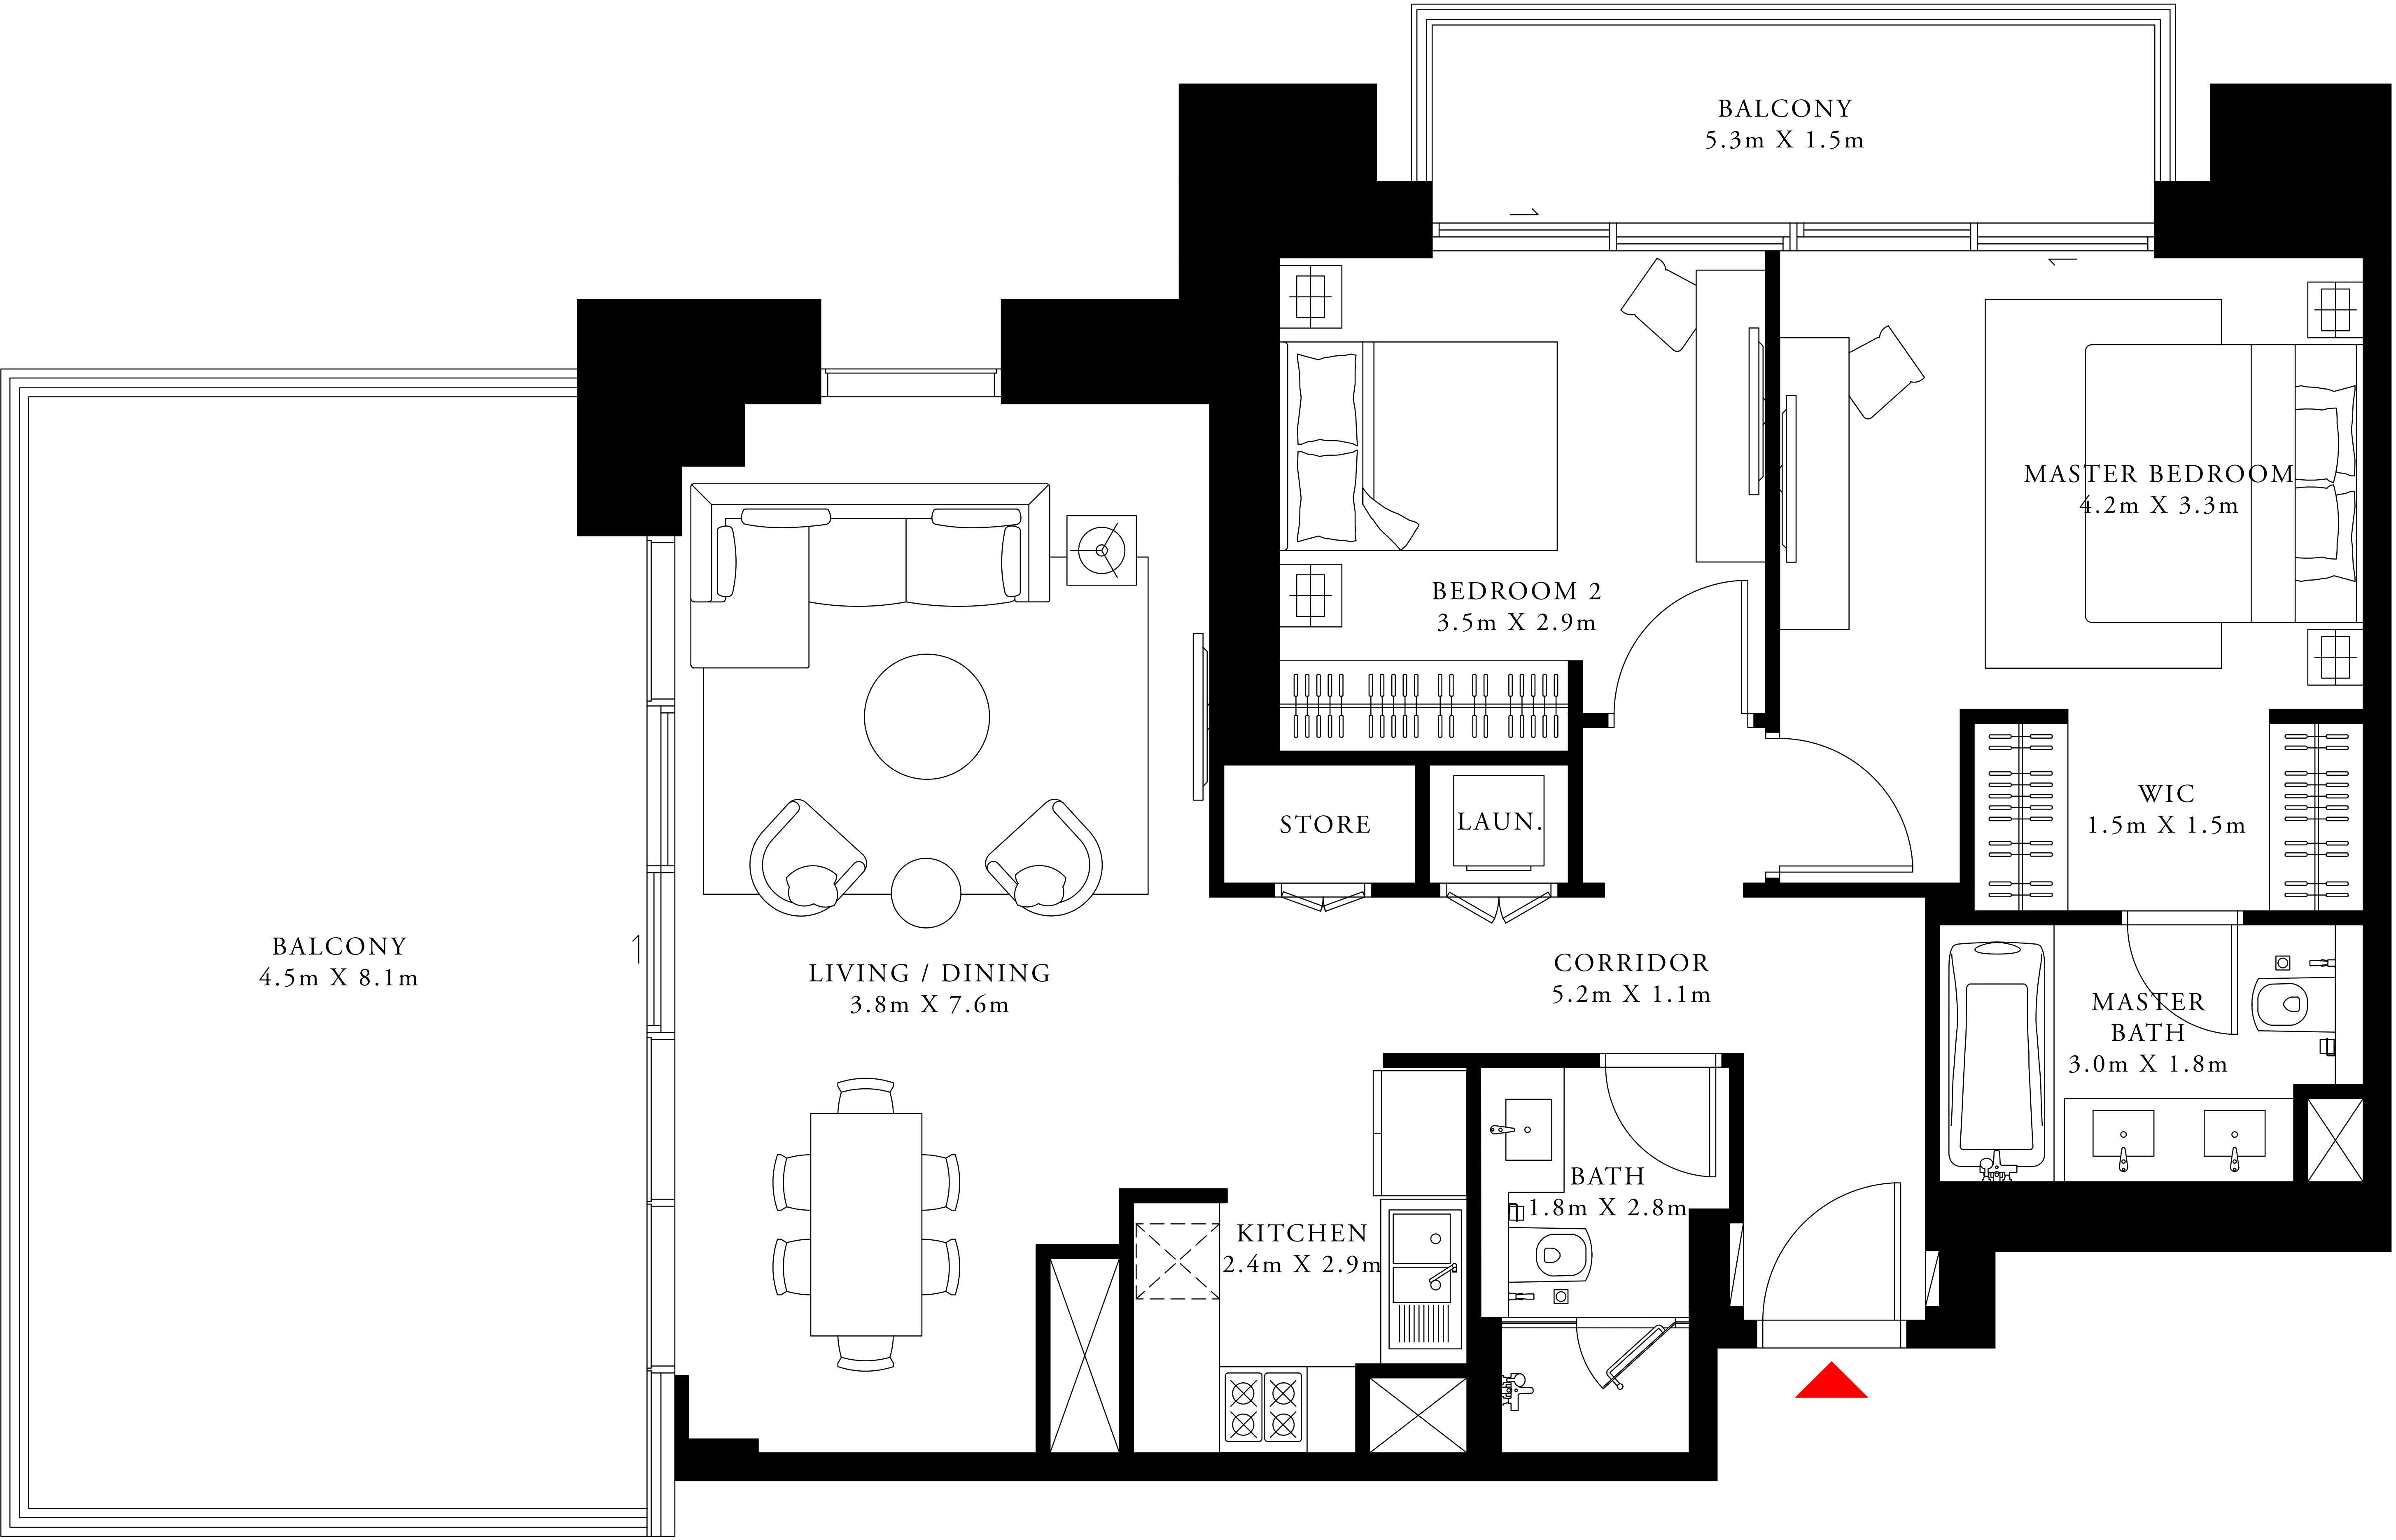 BALCONY
5.3m X 1.5m
MASTER BEDROOM
4.2m X 3.3m
BEDROOM 2
3.5m X 2.9m
WIC
1.5m X 1.5m
STORE
LAUN.
BALCONY
4.5m X 8.1m
LIVING / DINING
3.8m X 7.6m
CORRIDOR
5.2m X 1.1m
MASTER
BATH
3.0m X 1.8m
BATH
1.8m X 2.8m
KITCHEN
2.4m X 2.9m